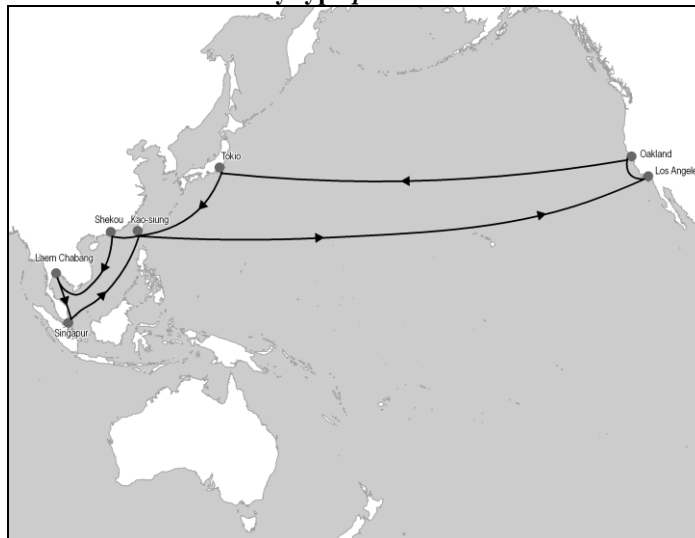 Tokio
Oakland
Los Angele
Shekou
Kao-siung
Laem Chabang
Singapur